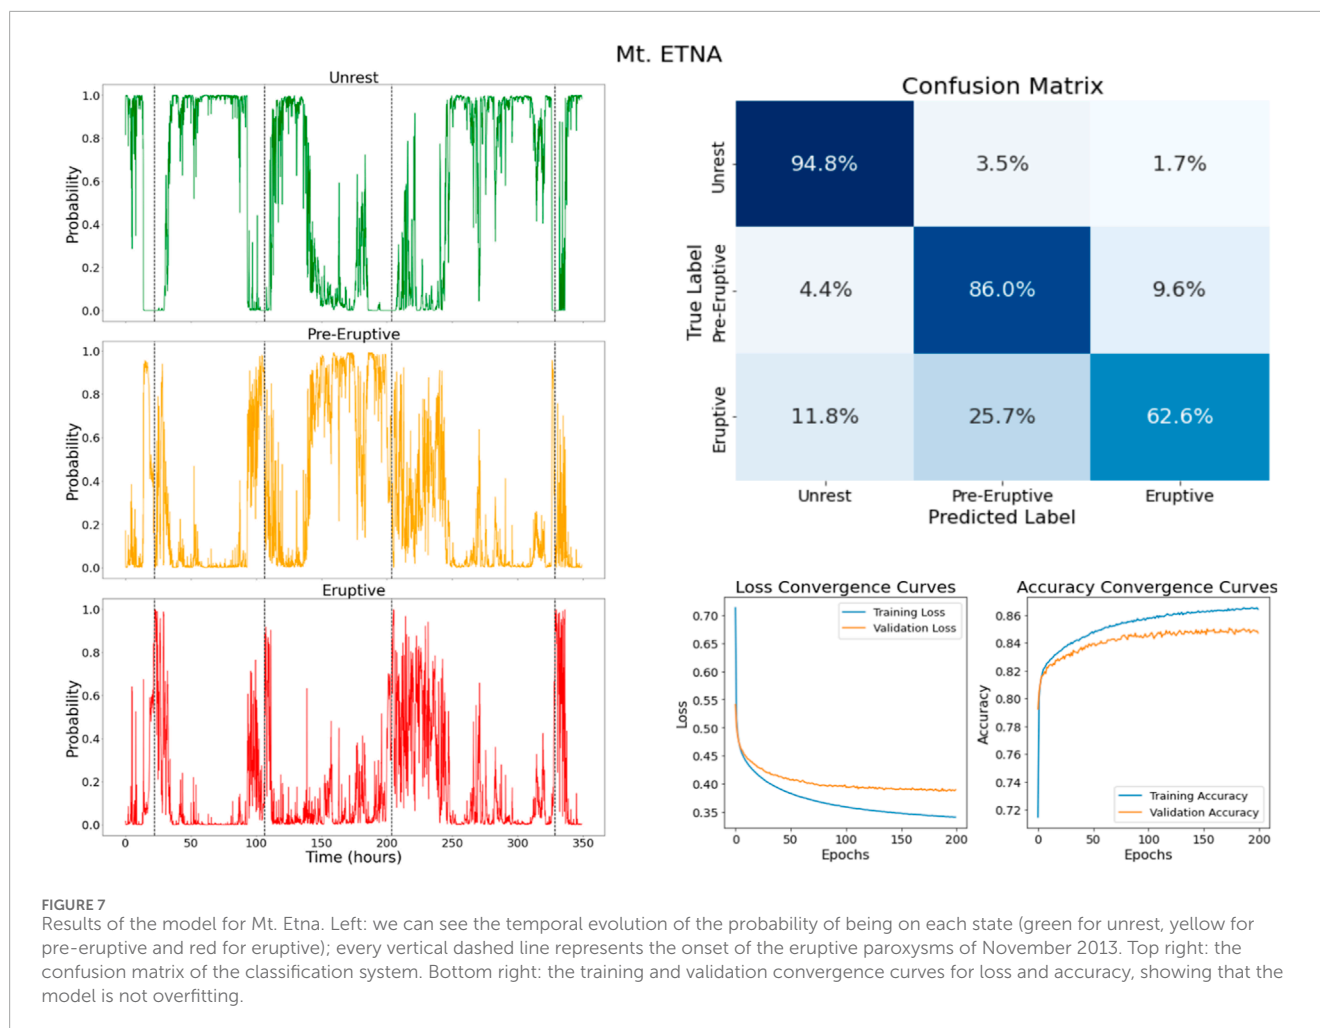 Mt. ETNA
Unrest
1.0
0.8
0.6
0.4
0.2
0.0
Probability
Pre-Eruptive
1.0
0.8
0.6
0.4
0.2
0.0
Probability
Eruptive
1.0
0.8
0.6
0.4
0.2
0.0
Probability
0 50 100 150 200 250 300 350
Time (hours)
Confusion Matrix
True Label
Unrest
Pre-Eruptive
Eruptive
94.8% 3.5% 1.7%
4.4% 86.0% 9.6%
11.8% 25.7% 62.6%
Unrest Pre-Eruptive Eruptive
Predicted Label
Loss Convergence Curves
Training Loss
Validation Loss
0.70
0.65
0.60
0.55
0.50
0.45
0.40
0.35
Loss
0 50 100 150 200
Epochs
Accuracy Convergence Curves
0.86
0.84
0.82
0.80
0.78
0.76
0.74
0.72
Accuracy
Training Accuracy
Validation Accuracy
0 50 100 150 200
Epochs
FIGURE 7
Results of the model for Mt. Etna. Left: we can see the temporal evolution of the probability of being on each state (green for unrest, yellow for
pre-eruptive and red for eruptive); every vertical dashed line represents the onset of the eruptive paroxysms of November 2013. Top right: the
confusion matrix of the classification system. Bottom right: the training and validation convergence curves for loss and accuracy, showing that the
model is not overfitting.